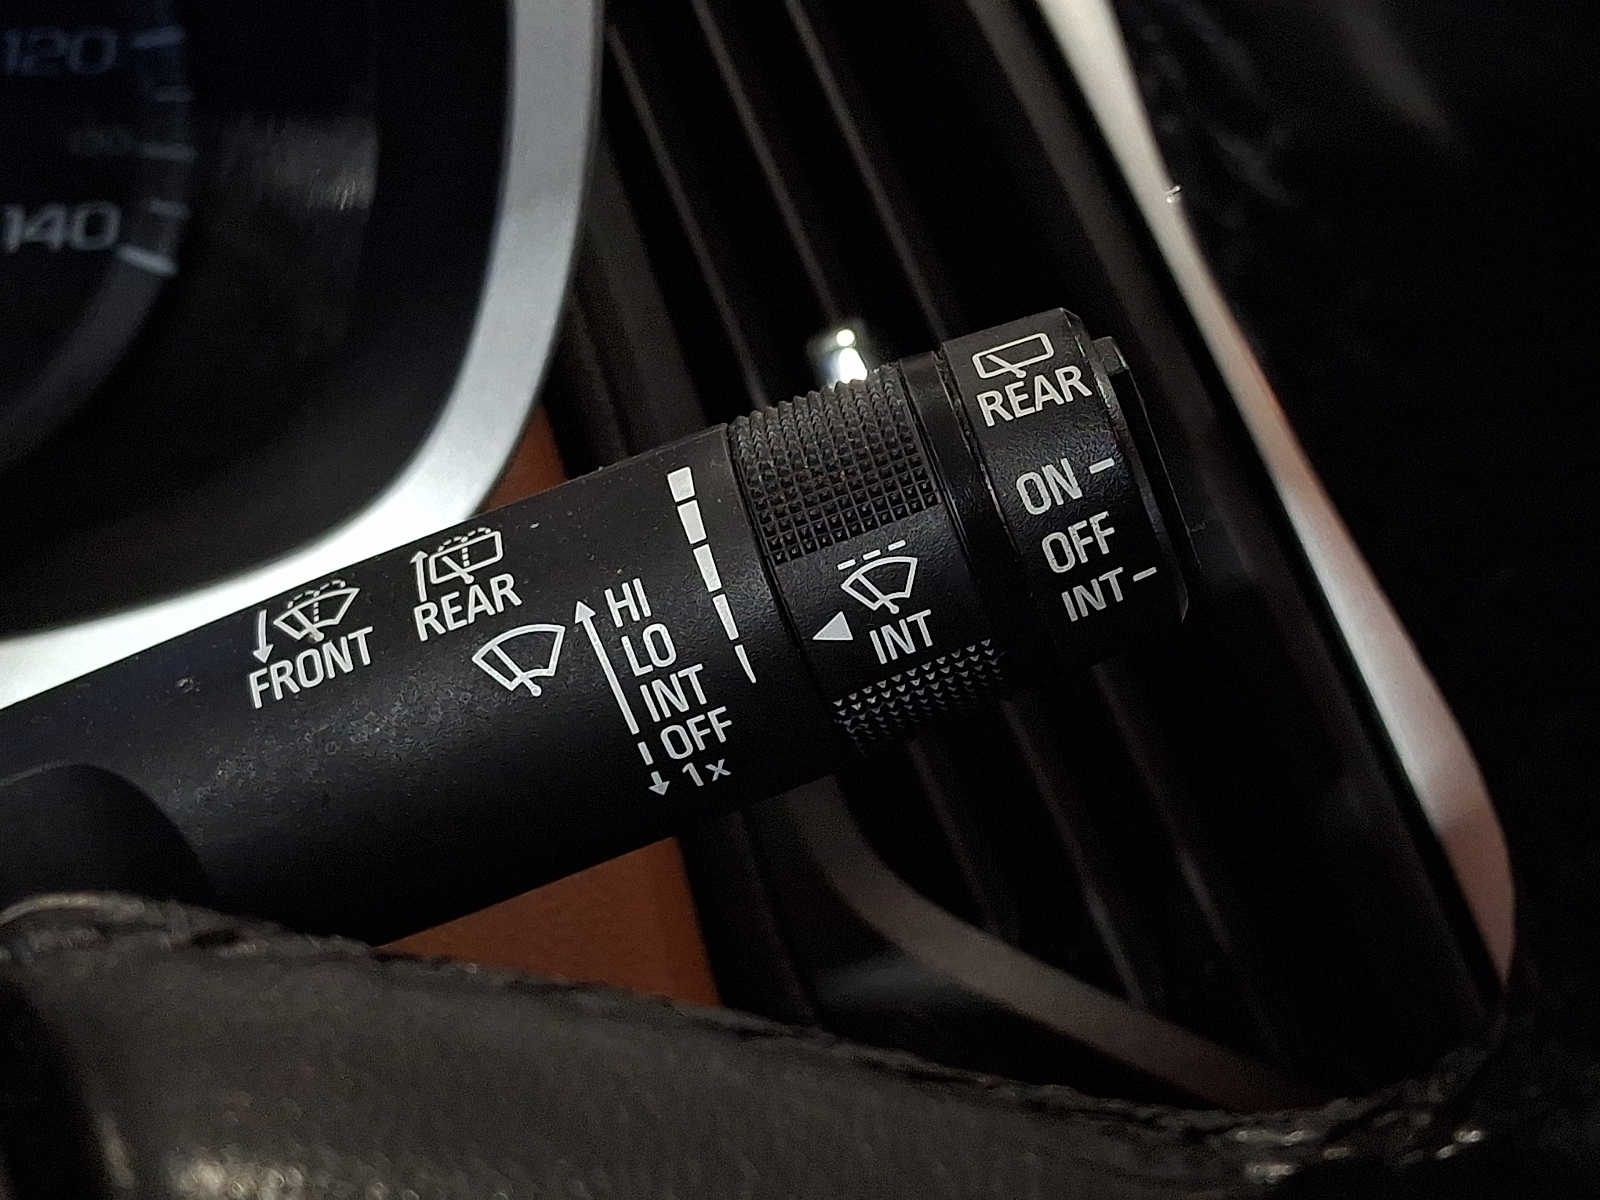 120
140
FRONT
REAR
HI
LO
INT
OFF
1x
INT
REAR
ON -
OFF
INT -